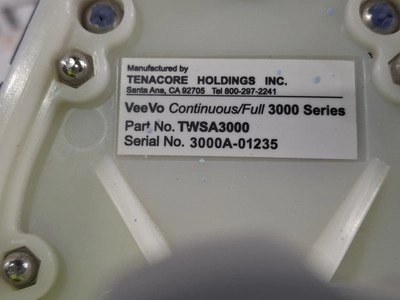 Manufactured by
TENACORE HOLDINGS INC.
Santa Ana, CA 92705 Tel 800-297-2241
VeeVo Continuous/Full 3000 Series
Part No. TWSA3000
Serial No. 3000A-01235